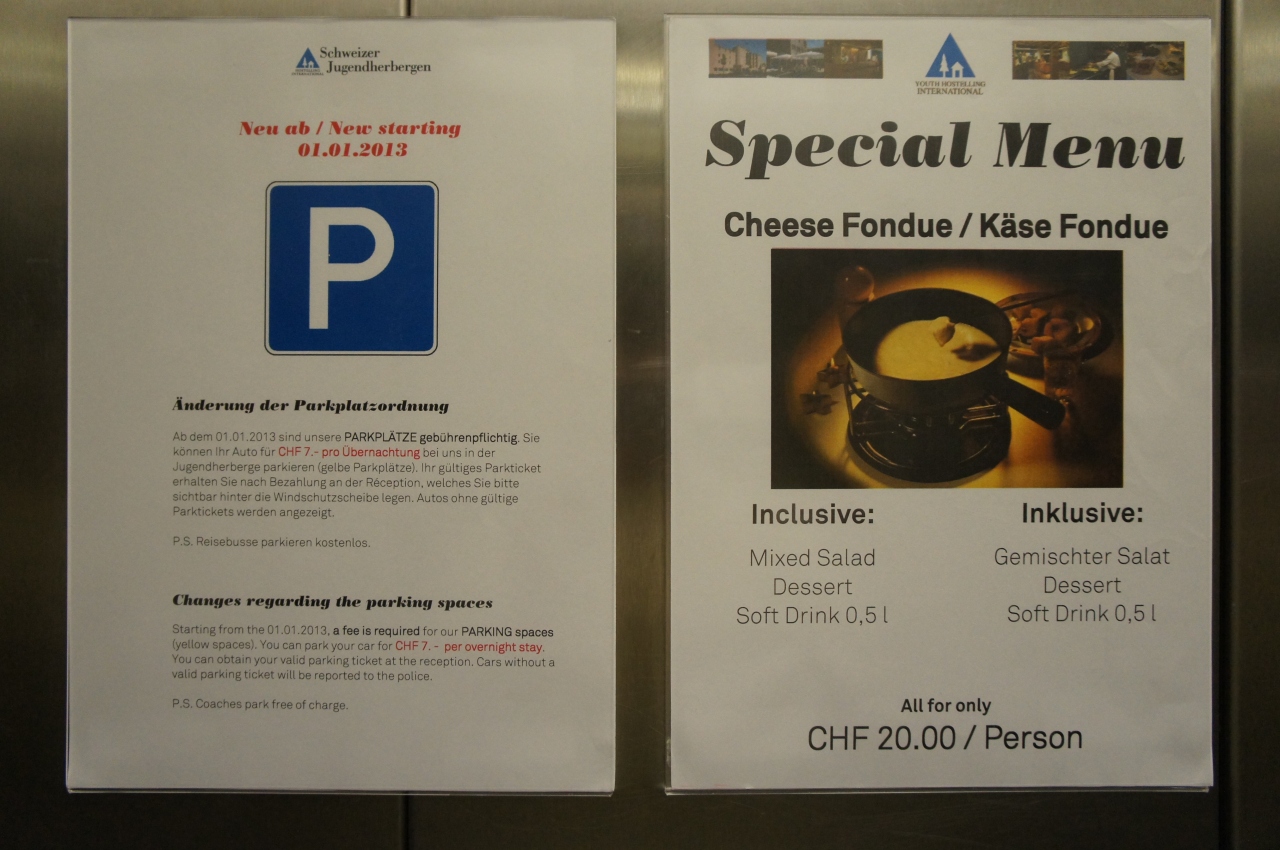 Schweizer
Jugendherbergen
HOSTELLING
INTERNATIONAL
Neu ab / New starting
01.01.2013
P
Änderung der Parkplatzordnung
Ab dem 01.01.2013 sind unsere PARKPLÄTZE gebührenpflichtig. Sie
können Ihr Auto für CHF 7.- pro Übernachtung bei uns in der
Jugendherberge parkieren (gelbe Parkplätze). Ihr gültiges Parkticket
erhalten Sie nach Bezahlung an der Réception, welches Sie bitte
sichtbar hinter die Windschutzscheibe legen. Autos ohne gültige
Parktickets werden angezeigt.
P.S. Reisebusse parkieren kostenlos.
Changes regarding the parking spaces
Starting from the 01.01.2013, a fee is required for our PARKING spaces
(yellow spaces). You can park your car for CHF 7. - per overnight stay.
You can obtain your valid parking ticket at the reception. Cars without a
valid parking ticket will be reported to the police.
P.S. Coaches park free of charge.
YOUTH HOSTELLING
INTERNATIONAL
Special Menu
Cheese Fondue / Käse Fondue
Inclusive:
Mixed Salad
Dessert
Soft Drink 0,5 l
Inklusive:
Gemischter Salat
Dessert
Soft Drink 0,5 l
All for only
CHF 20.00 / Person